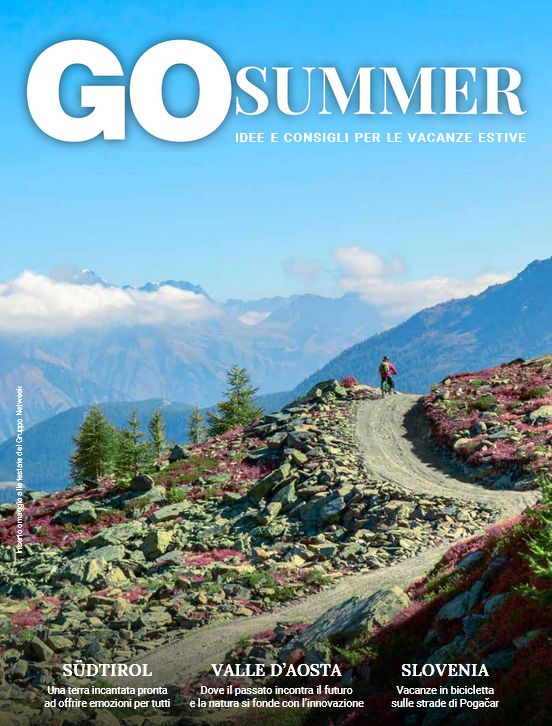 GO SUMMER
IDEE E CONSIGLI PER LE VACANZE ESTIVE
Inserto omaggio alle testate del Gruppo Netweek
SÜDTIROL
Una terra incantata pronta
ad offrire emozioni per tutti
VALLE D'AOSTA
Dove il passato incontra il futuro
e la natura si fonde con l'innovazione
SLOVENIA
Vacanze in bicicletta
sulle strade di Pogačar